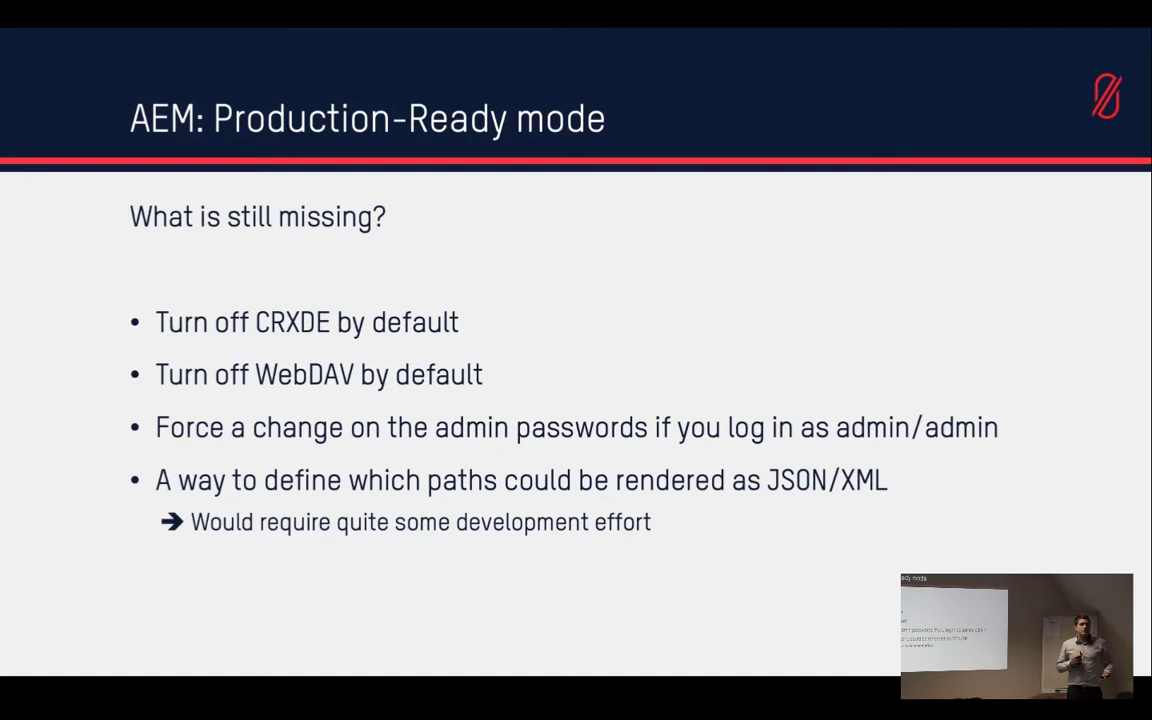 AEM: Production-Ready mode
What is still missing?
• Turn off CRXDE by default
• Turn off WebDAV by default
• Force a change on the admin passwords if you log in as admin/admin
• A way to define which paths could be rendered as JSON/XML
➔ Would require quite some development effort